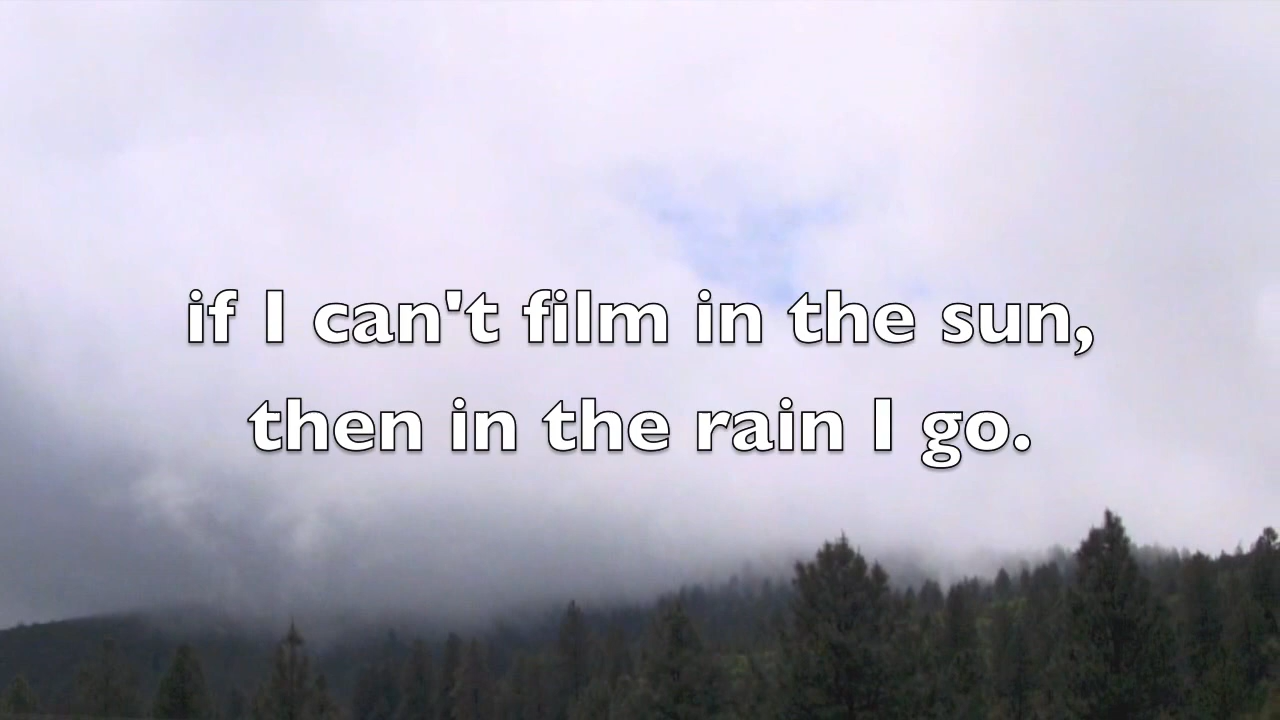 if I can't film in the sun,
then in the rain I go.